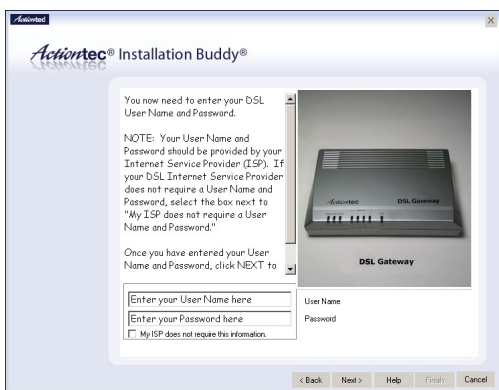 Actiontec
Actiontec® Installation Buddy®
You now need to enter your DSL
User Name and Password.
NOTE: Your User Name and
Password should be provided by your
Internet Service Provider (ISP). If
your DSL Internet Service Provider
does not require a User Name and
Password, select the box next to
"My ISP does not require a User
Name and Password."
Once you have entered your User
Name and Password, click NEXT to
Actiontec DSL Gateway
DSL Gateway
Enter your User Name here
User Name
Enter your Password here
Password
My ISP does not require this information.
< Back
Next >
Help
Finish
Cancel